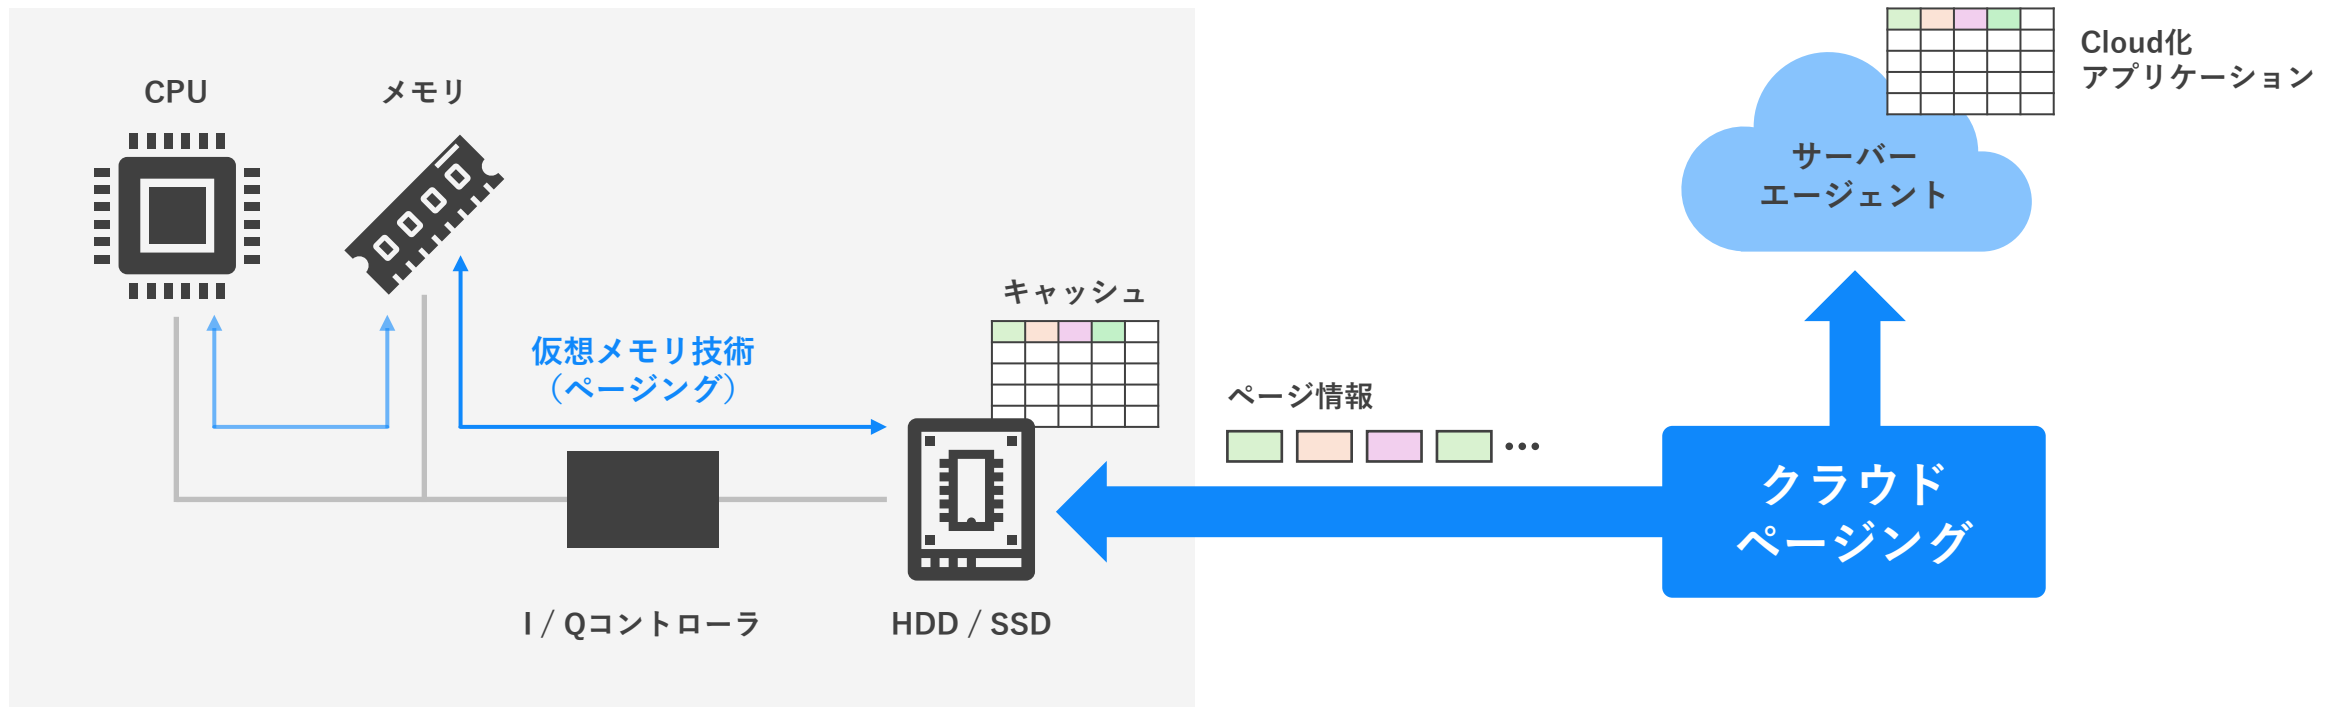 CPU
メモリ
Cloud化
アプリケーション
サーバー
エージェント
キャッシュ
仮想メモリ技術
（ページング）
ページ情報
…
クラウド
ページング
I / Qコントローラ
HDD / SSD